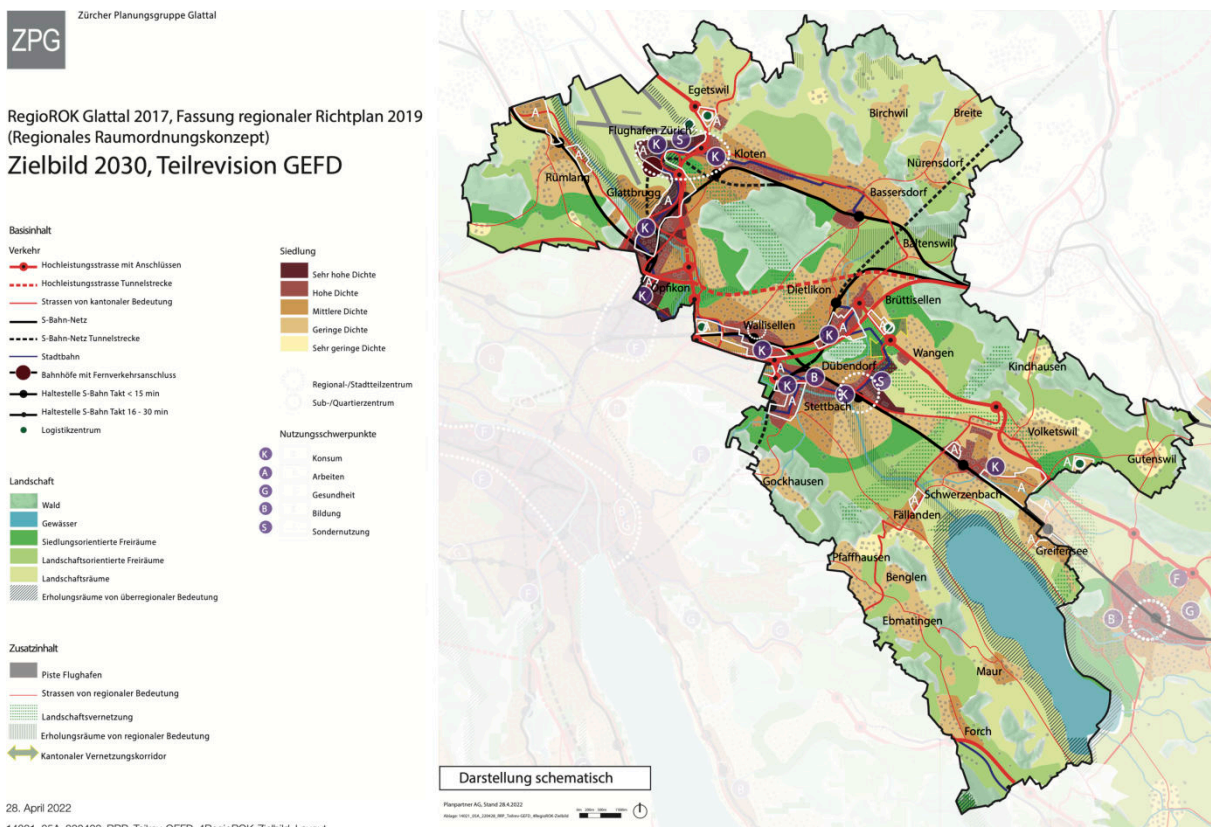 Zürcher Planungsgruppe Glattal
ZPG
RegioROK Glattal 2017, Fassung regionaler Richtplan 2019
(Regionales Raumordnungskonzept)
Zielbild 2030, Teilrevision GEFD
Basisinhalt
Verkehr
Hochleistungsstrasse mit Anschlüssen
Hochleistungsstrasse Tunnelstrecke
Strassen von kantonaler Bedeutung
S-Bahn-Netz
S-Bahn-Netz Tunnelstrecke
Stadtbahn
Bahnhöfe mit Fernverkehrsanschluss
Haltestelle S-Bahn Takt < 15 min
Haltestelle S-Bahn Takt 16 - 30 min
Logistikzentrum
Landschaft
Wald
Gewässer
Siedlungsorientierte Freiräume
Landschaftsorientierte Freiräume
Landschaftsräume
Erholungsräume von überregionaler Bedeutung
Zusatzinhalt
Piste Flughafen
Strassen von regionaler Bedeutung
Landschaftsvernetzung
Erholungsräume von regionaler Bedeutung
Kantonaler Vernetzungskorridor
28. April 2022
Siedlung
Sehr hohe Dichte
Hohe Dichte
Mittlere Dichte
Geringe Dichte
Sehr geringe Dichte
Regional-/Stadtteilzentrum
Sub-/Quartierzentrum
Nutzungsschwerpunkte
K Konsum
A Arbeiten
G Gesundheit
B Bildung
S Sondernutzung
Egetswil
Birchwil
Breite
Flughafen Zürich
Kloten
Nürensdorf
Rümlang
Glattbrugg
Bassersdorf
Baltenswil
Opfikon
Dietlikon
Brüttisellen
Wallisellen
Wangen
Dübendorf
Kindhausen
Stettbach
Volketswil
Gutenswil
Gockhausen
Schwerzenbach
Fällanden
Greifensee
Pfaffhausen
Benglen
Ebmatingen
Maur
Forch
Darstellung schematisch
Planpartner AG, Stand 28.4.2022